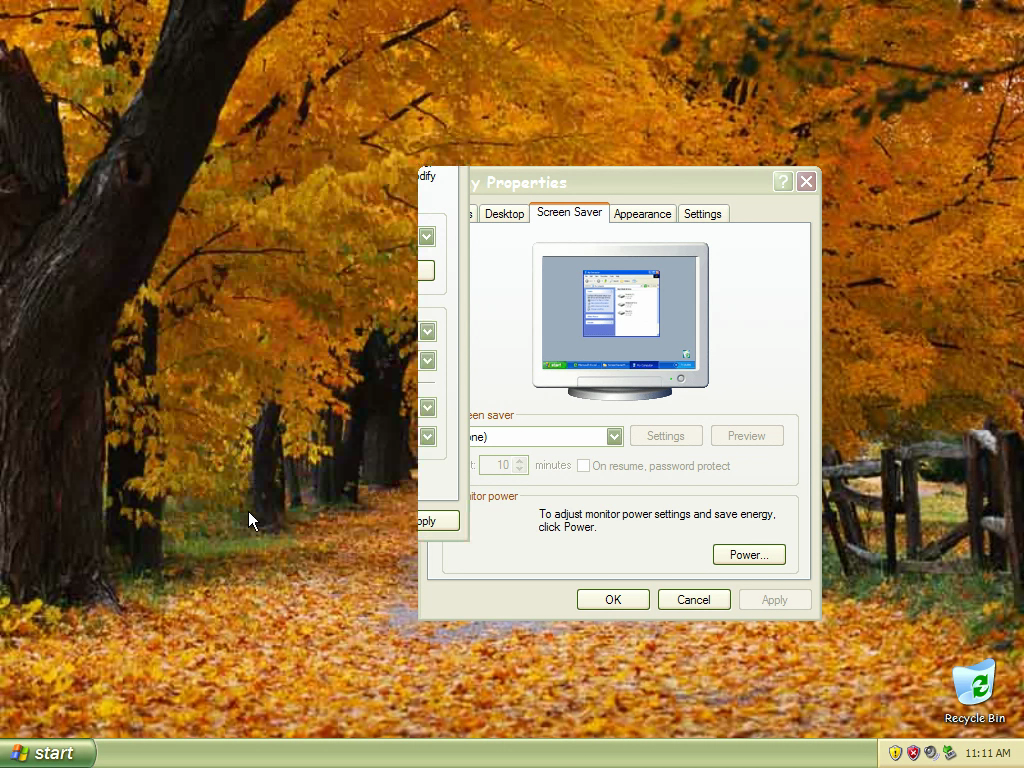 odify
y Properties
s Desktop Screen Saver Appearance Settings
een saver
one) Settings Preview
t: 10 minutes On resume, password protect
nitor power
To adjust monitor power settings and save energy,
click Power.
pply
Power...
OK Cancel Apply
Recycle Bin
start 11:11 AM